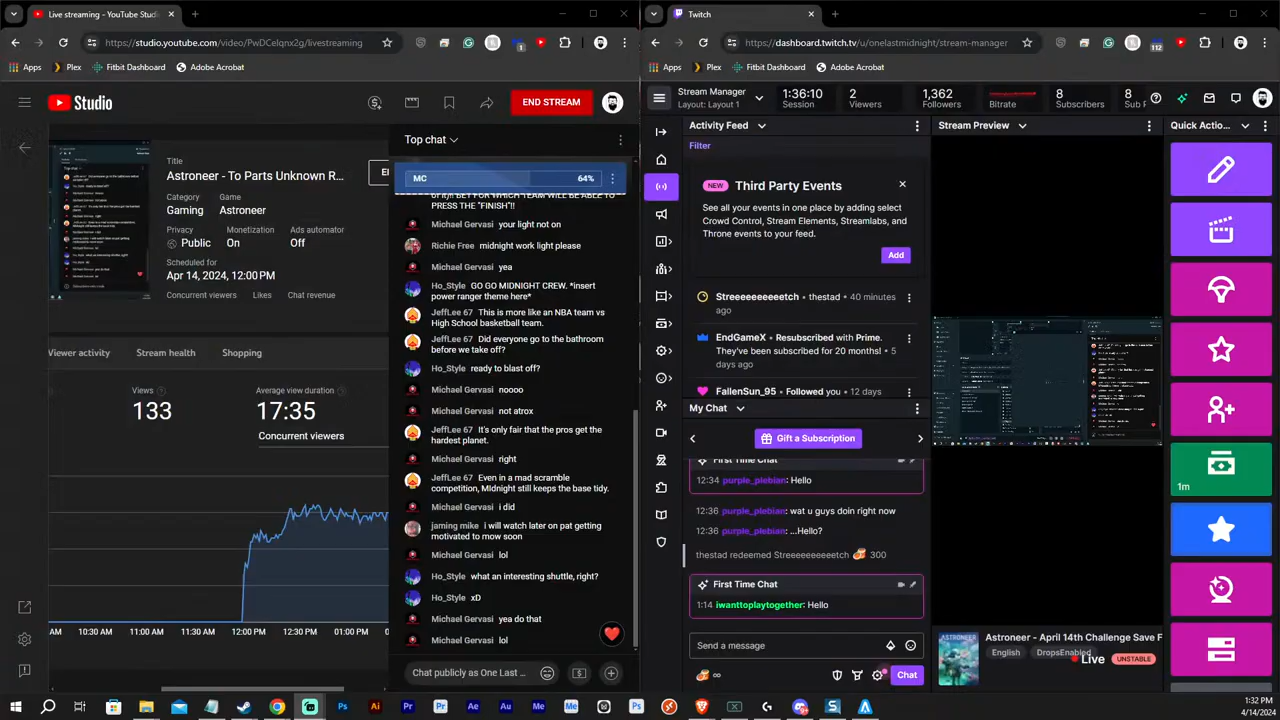 Live streaming - YouTube Studio
https://studio.youtube.com/video/PwDCelqnx2g/livestreaming
Apps
Plex
Fitbit Dashboard
Adobe Acrobat
Studio
END STREAM
Title
Astroneer - To Parts Unknown R...
Category
Gaming
Game
Astroneer
Privacy
Public
Monetization
On
Ads automator
Off
Scheduled for
Apr 14, 2024, 12:00 PM
Concurrent viewers
Likes
Chat revenue
Viewer activity
Stream health
Shopping
Views
133
Average view duration
17:35
Concurrent viewers
AM
10:30 AM
11:00 AM
11:30 AM
12:00 PM
12:30 PM
01:00 PM
Top chat
MC
64%
PRESS THE "FINISH"!!
Michael Gervasi your light not on
Richie Free midnight work light please
Michael Gervasi yea
Ho_Style GO GO MIDNIGHT CREW. *insert
power ranger theme here*
JeffLee 67 This is more like an NBA team vs
High School basketball team.
JeffLee 67 Did everyone go to the bathroom
before we take off?
Ho_Style ready to blast off?
Michael Gervasi noooo
Michael Gervasi not atrox
JeffLee 67 It's only fair that the pros get the
hardest planet.
Michael Gervasi right
JeffLee 67 Even in a mad scramble
competition, Midnight still keeps the base tidy.
Michael Gervasi i did
jaming mike i will watch later on pat getting
motivated to mow soon
Michael Gervasi lol
Ho_Style what an interesting shuttle, right?
Ho_Style xD
Michael Gervasi yea do that
Michael Gervasi lol
Chat publicly as One Last ...
Twitch
https://dashboard.twitch.tv/u/onelastmidnight/stream-manager
112
Apps
Plex
Fitbit Dashboard
Adobe Acrobat
Stream Manager
Layout: Layout 1
1:36:10
Session
2
Viewers
1,362
Followers
Bitrate
8
Subscribers
8
Sub P
Activity Feed
Filter
NEW Third Party Events
See all your events in one place by adding select
Crowd Control, StreamElements, Streamlabs, and
Throne events to your feed.
Add
Streeeeeeeeetch • thestad • 40 minutes
ago
EndGameX • Resubscribed with Prime.
They've been subscribed for 20 months! • 5
days ago
FallenSun_95 • Followed you • 12 days
My Chat
Gift a Subscription
First Time Chat
12:34 purple_plebian: Hello
12:36 purple_plebian: wat u guys doin right now
12:36 purple_plebian: ...Hello?
thestad redeemed Streeeeeeeeetch 300
First Time Chat
1:14 iwanttoplaytogether: Hello
Send a message
Chat
Stream Preview
Astroneer - April 14th Challenge Save F
English
DropsEnabled
Live
UNSTABLE
Quick Actio...
1m
1:32 PM
4/14/2024